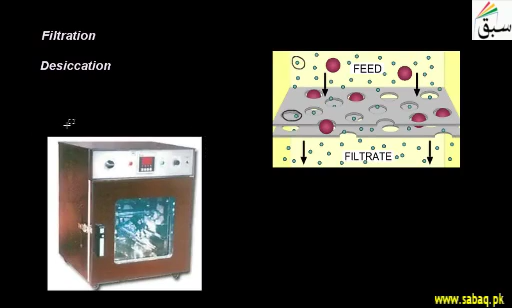 Filtration
Desiccation
سبق
FEED
FILTRATE
www.sabaq.pk